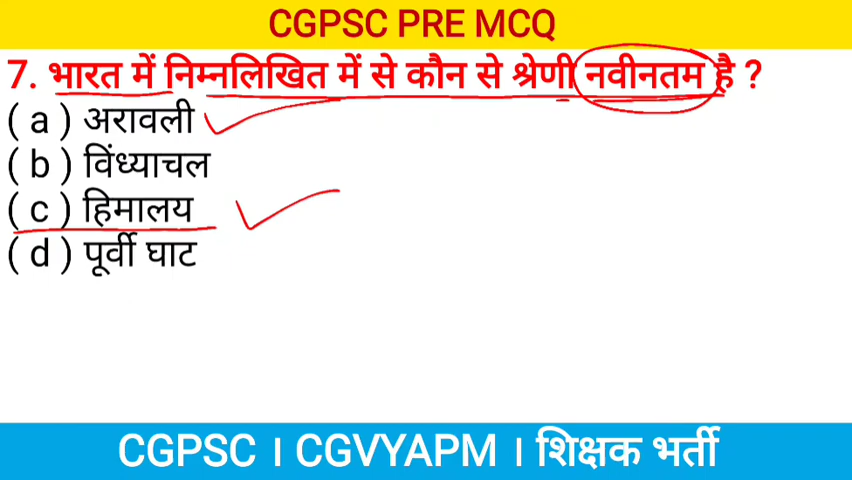 CGPSC PRE MCQ
7. भारत में निम्नलिखित में से कौन से श्रेणी नवीनतम है ?
( a ) अरावली
( b ) विंध्याचल
( c ) हिमालय
( d ) पूर्वी घाट
CGPSC । CGVYAPM । शिक्षक भर्ती